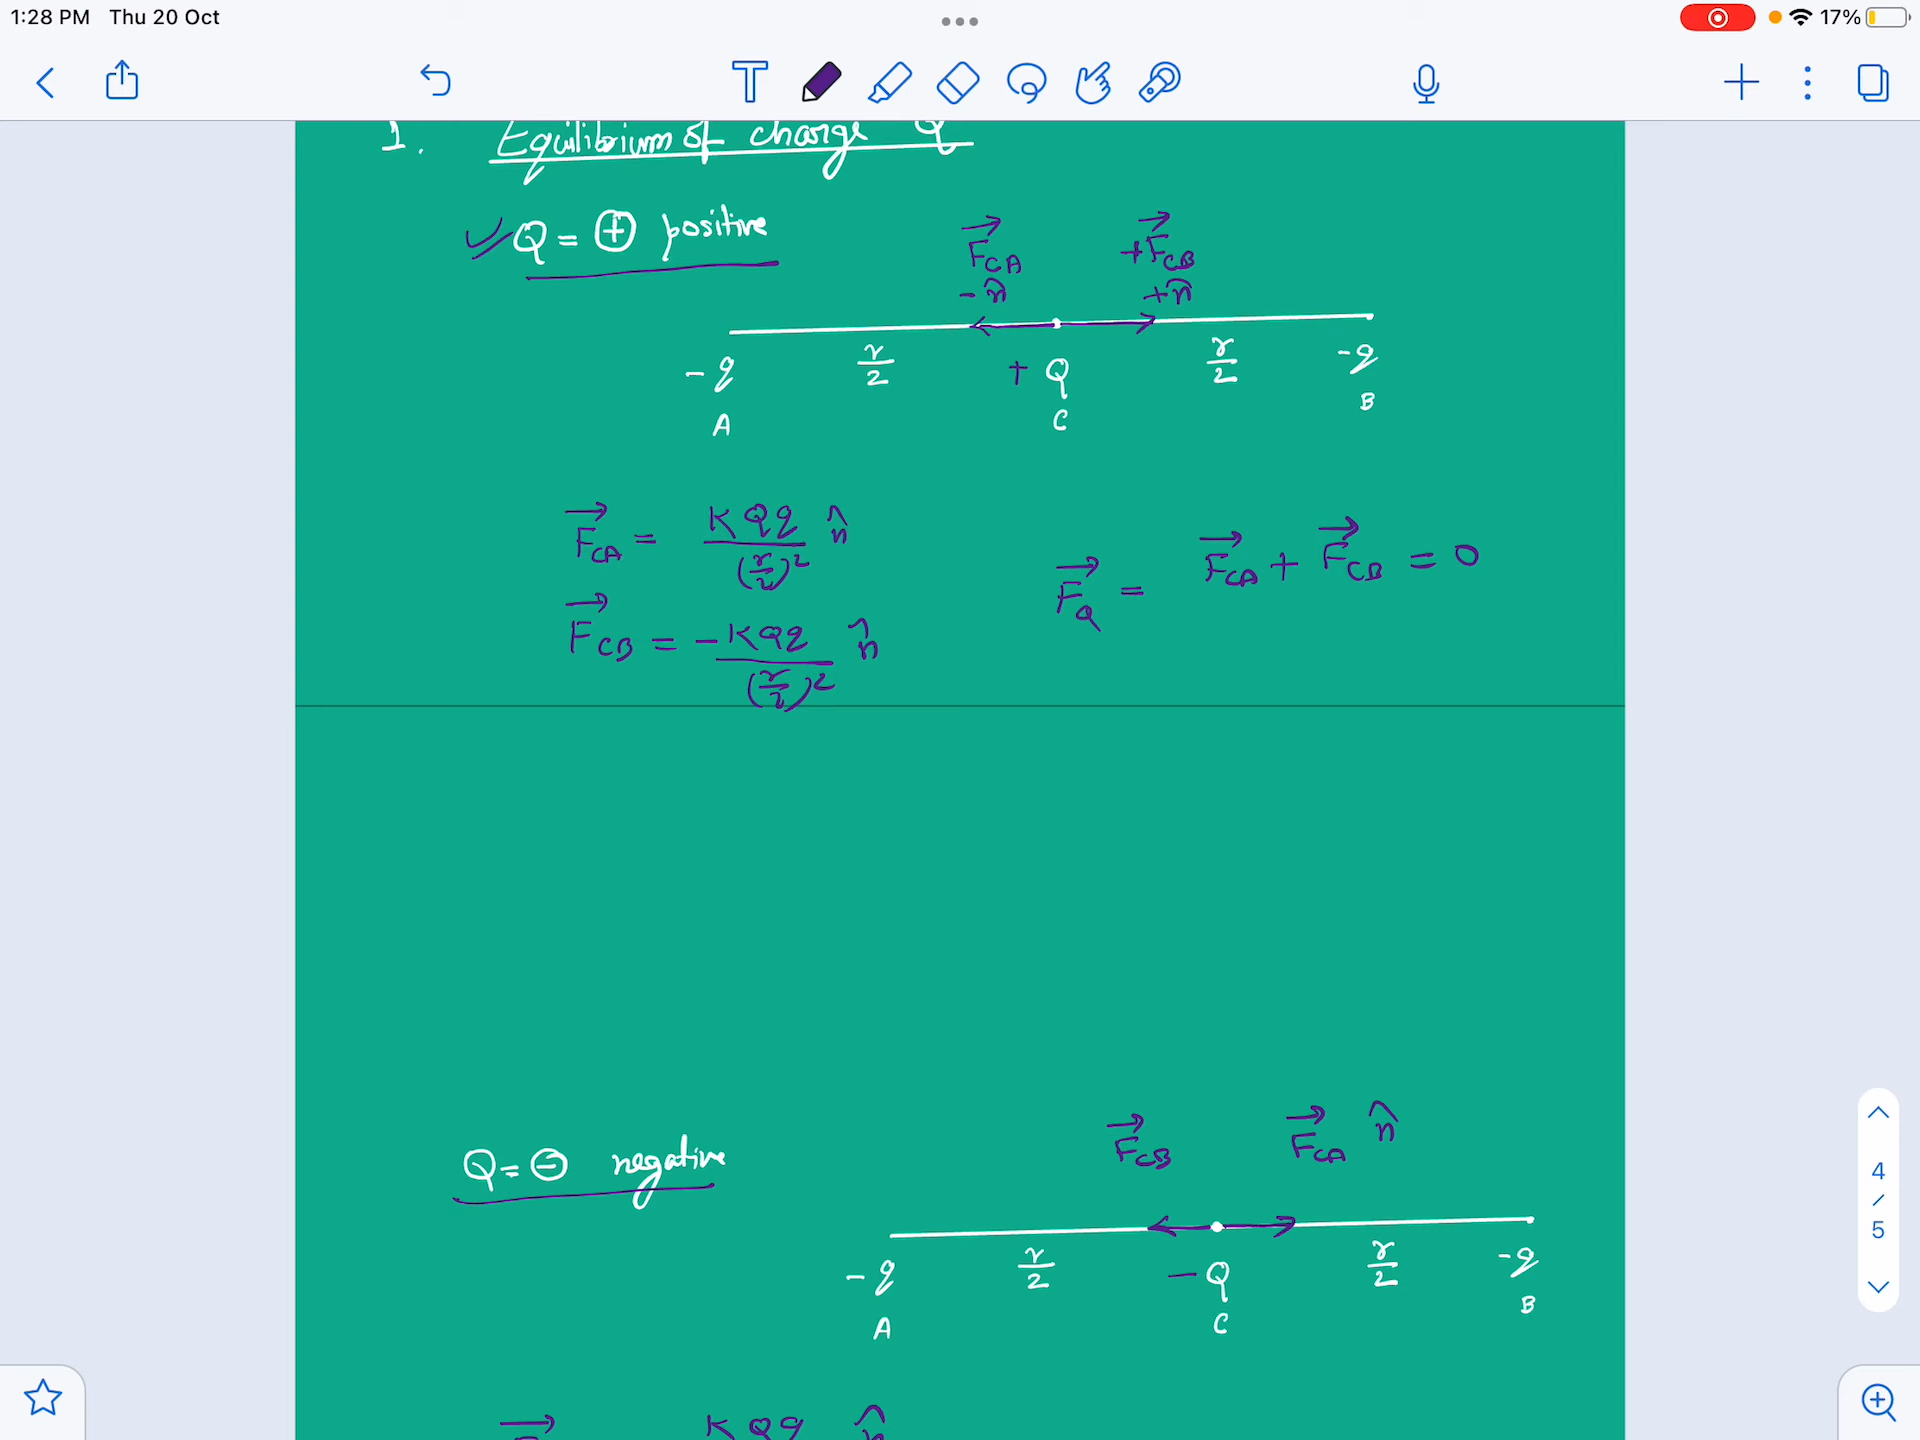 1:28 PM Thu 20 Oct
17%
1. Equilibrium of charge Q
Q = ⊕ positive
F⃗CA +F⃗CB
-n̂ +n̂
-q r/2 + Q r/2 -q
A C B
F⃗CA = KQq/(r/2)² n̂
F⃗Q = F⃗CA + F⃗CB = 0
F⃗CB = -KQq/(r/2)² n̂
F⃗CB F⃗CA n̂
Q = ⊖ negative
-q r/2 - Q r/2 -q
A C B
KQq n̂
4
/
5